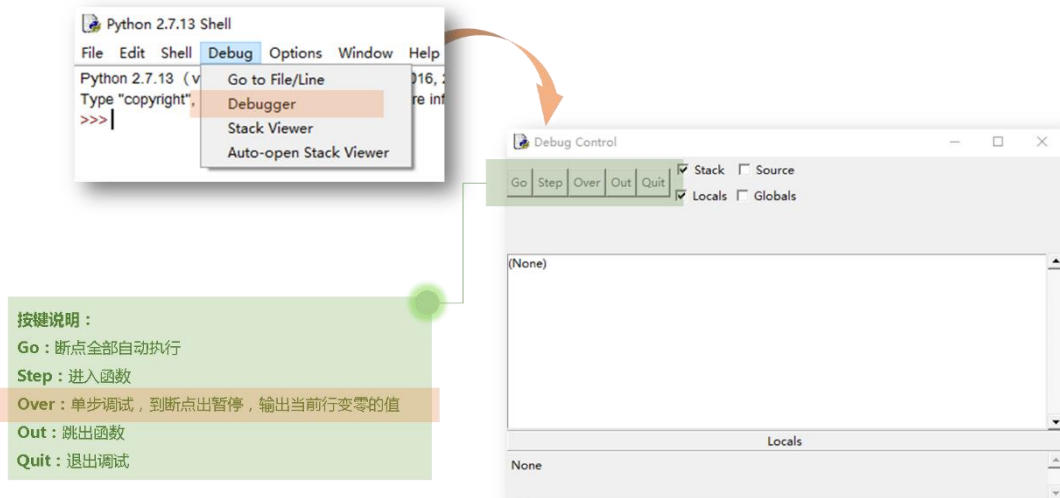 Python 2.7.13 Shell
File Edit Shell Debug Options Window Help
Python 2.7.13 (v 016, 2
Type "copyright", re inf
>>>
Go to File/Line
Debugger
Stack Viewer
Auto-open Stack Viewer
Debug Control
Go Step Over Out Quit
Stack Source
Locals Globals
(None)
Locals
None
按键说明：
Go：断点全部自动执行
Step：进入函数
Over：单步调试，到断点出暂停，输出当前行变零的值
Out：跳出函数
Quit：退出调试